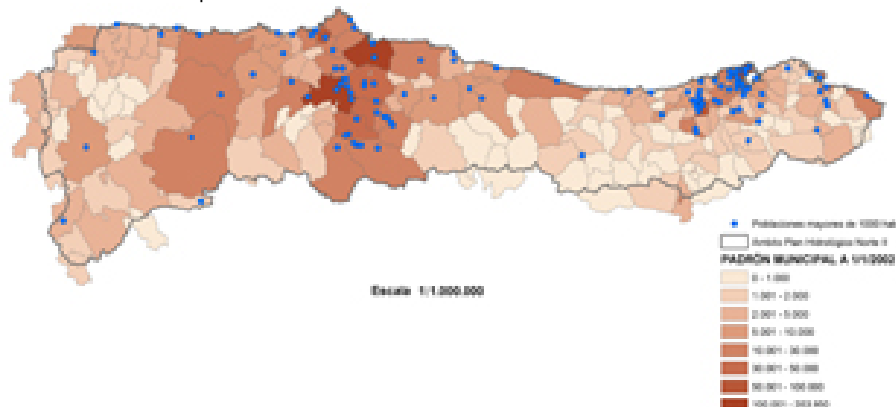 Escala 1/1.000.000
Poblaciones mayores de 1000 hab
Ámbito Plan Hidrológico Norte II
PADRÓN MUNICIPAL A 1/1/2002
0 - 1.000
1.001 - 2.000
2.001 - 5.000
5.001 - 10.000
10.001 - 30.000
30.001 - 50.000
50.001 - 100.000
100.001 -